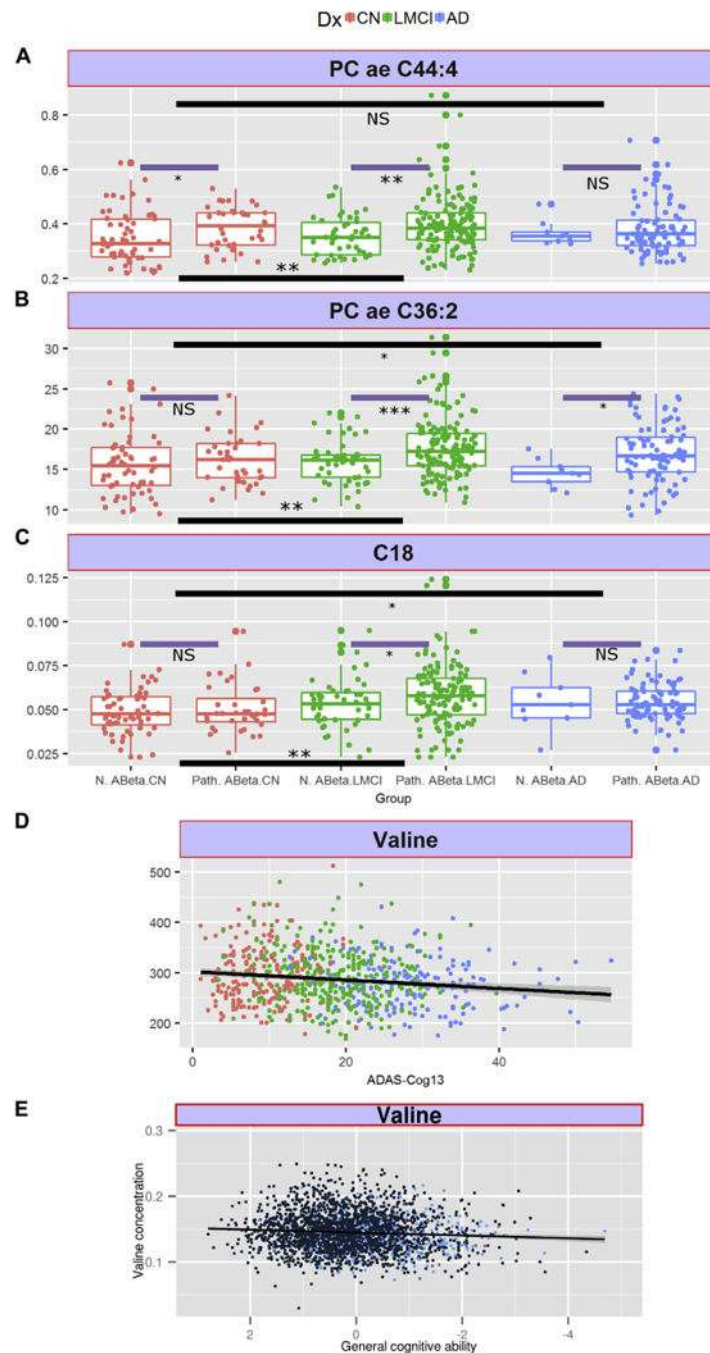 Dx CN LMCI AD
A
PC ae C44:4
0.8
NS
0.6
* ** NS
0.4
**
0.2
B
PC ae C36:2
30
*
25
NS *** *
20
15
**
10
C
C18
0.125
*
0.100
NS * NS
0.075
0.050
0.025
**
N. ABeta.CN Path. ABeta.CN N. ABeta.LMCI Path. ABeta.LMCI N. ABeta.AD Path. ABeta.AD
Group
D
Valine
500
400
300
200
0 20 40
ADAS-Cog13
E
Valine
0.3
0.2
0.1
Valine concentration
2 0 -2 -4
General cognitive ability